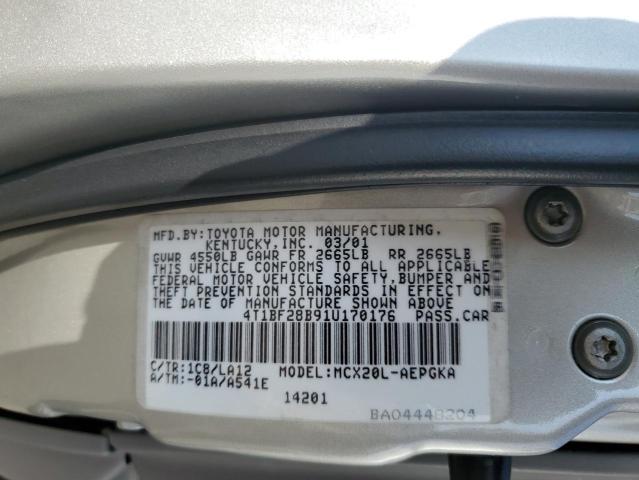 MFD.BY:TOYOTA MOTOR MANUFACTURING,
KENTUCKY,INC. 03/01
GVWR 4550LB GAWR FR 2665LB RR 2665LB
THIS VEHICLE CONFORMS TO ALL APPLICABLE
FEDERAL MOTOR VEHICLE SAFETY,BUMPER AND
THEFT PREVENTION STANDARDS IN EFFECT ON
THE DATE OF MANUFACTURE SHOWN ABOVE
4T1BF28B91U170176 PASS.CAR
C/TR:1C8/LA12 MODEL:MCX20L-AEPGKA
A/TM:-01A/A541E
14201
BA04448204